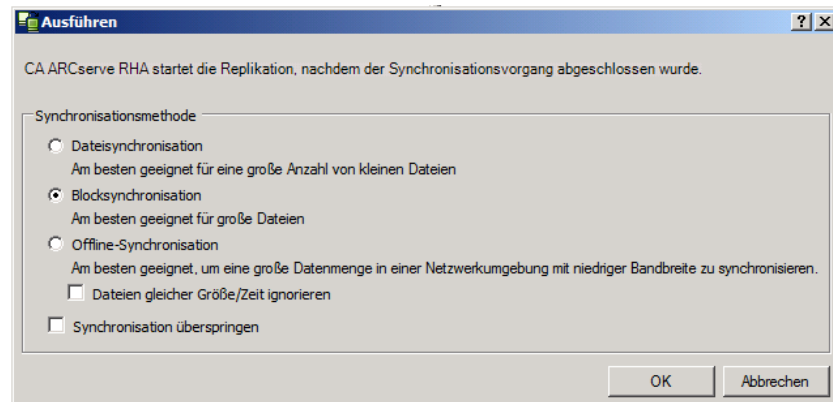 Ausführen
CA ARCserve RHA startet die Replikation, nachdem der Synchronisationsvorgang abgeschlossen wurde.
Synchronisationsmethode
Dateisynchronisation
Am besten geeignet für eine große Anzahl von kleinen Dateien
Blocksynchronisation
Am besten geeignet für große Dateien
Offline-Synchronisation
Am besten geeignet, um eine große Datenmenge in einer Netzwerkumgebung mit niedriger Bandbreite zu synchronisieren.
Dateien gleicher Größe/Zeit ignorieren
Synchronisation überspringen
OK Abbrechen